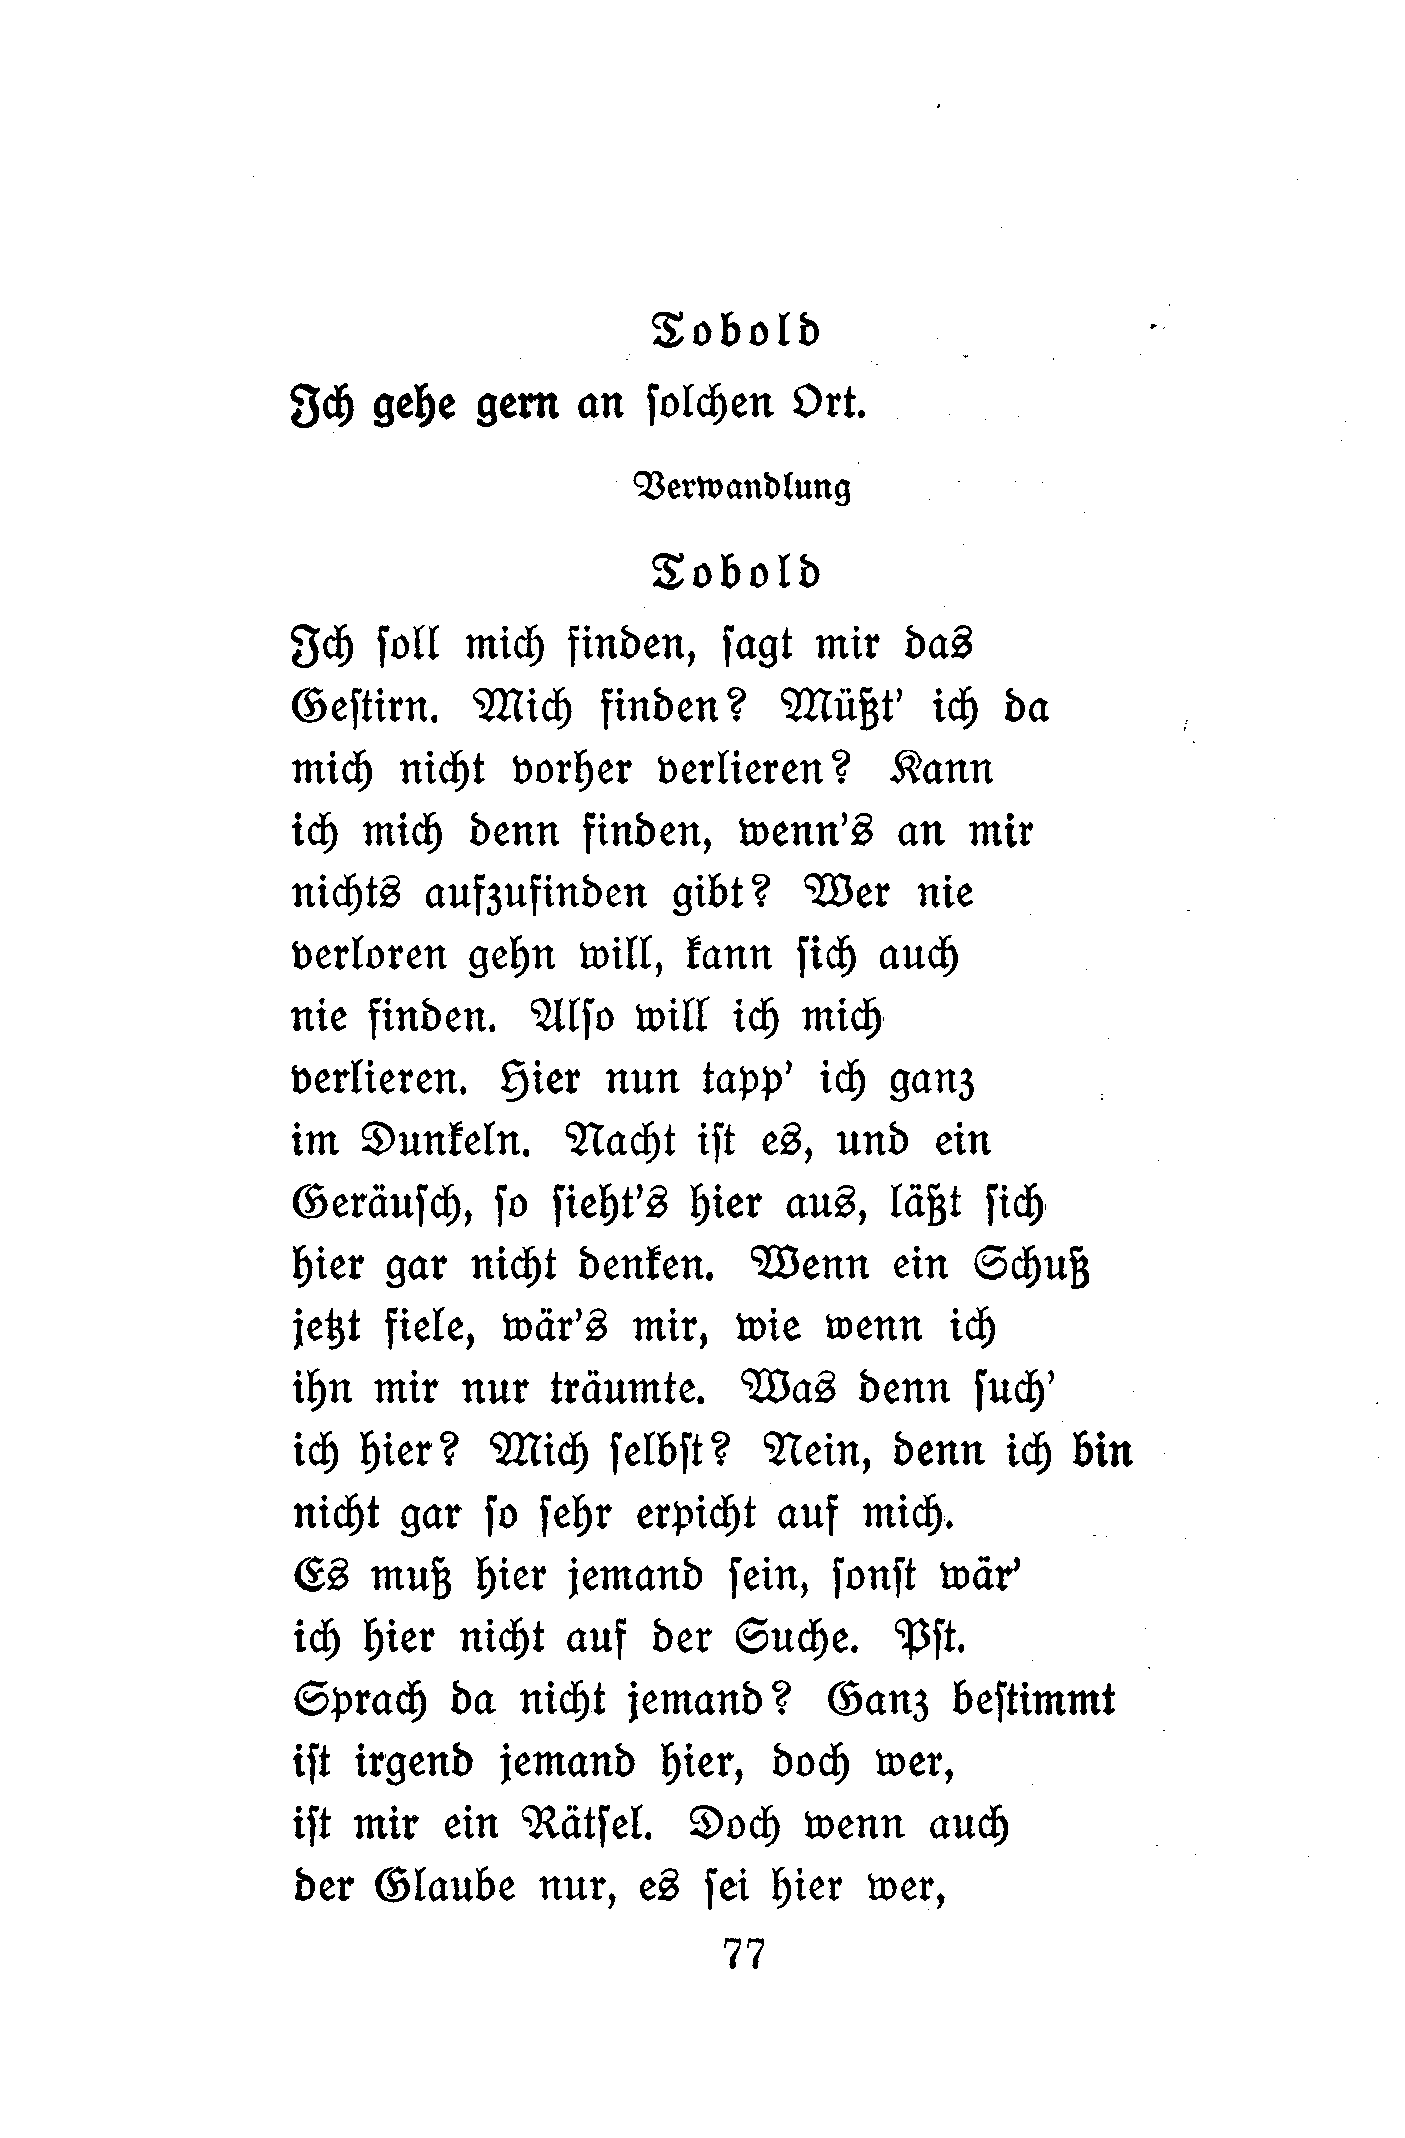 Tobold
Ich gehe gern an solchen Ort.
Verwandlung
Tobold
Ich soll mich finden, sagt mir das
Gestirn. Mich finden? Müßt' ich da
mich nicht vorher verlieren? Kann
ich mich denn finden, wenn's an mir
nichts aufzufinden gibt? Wer nie
verloren gehn will, kann sich auch
nie finden. Also will ich mich
verlieren. Hier nun tapp' ich ganz
im Dunkeln. Nacht ist es, und ein
Geräusch, so sieht's hier aus, läßt sich
hier gar nicht denken. Wenn ein Schuß
jetzt fiele, wär's mir, wie wenn ich
ihn mir nur träumte. Was denn such'
ich hier? Mich selbst? Nein, denn ich bin
nicht gar so sehr erpicht auf mich.
Es muß hier jemand sein, sonst wär'
ich hier nicht auf der Suche. Pst.
Sprach da nicht jemand? Ganz bestimmt
ist irgend jemand hier, doch wer,
ist mir ein Rätsel. Doch wenn auch
der Glaube nur, es sei hier wer,
77